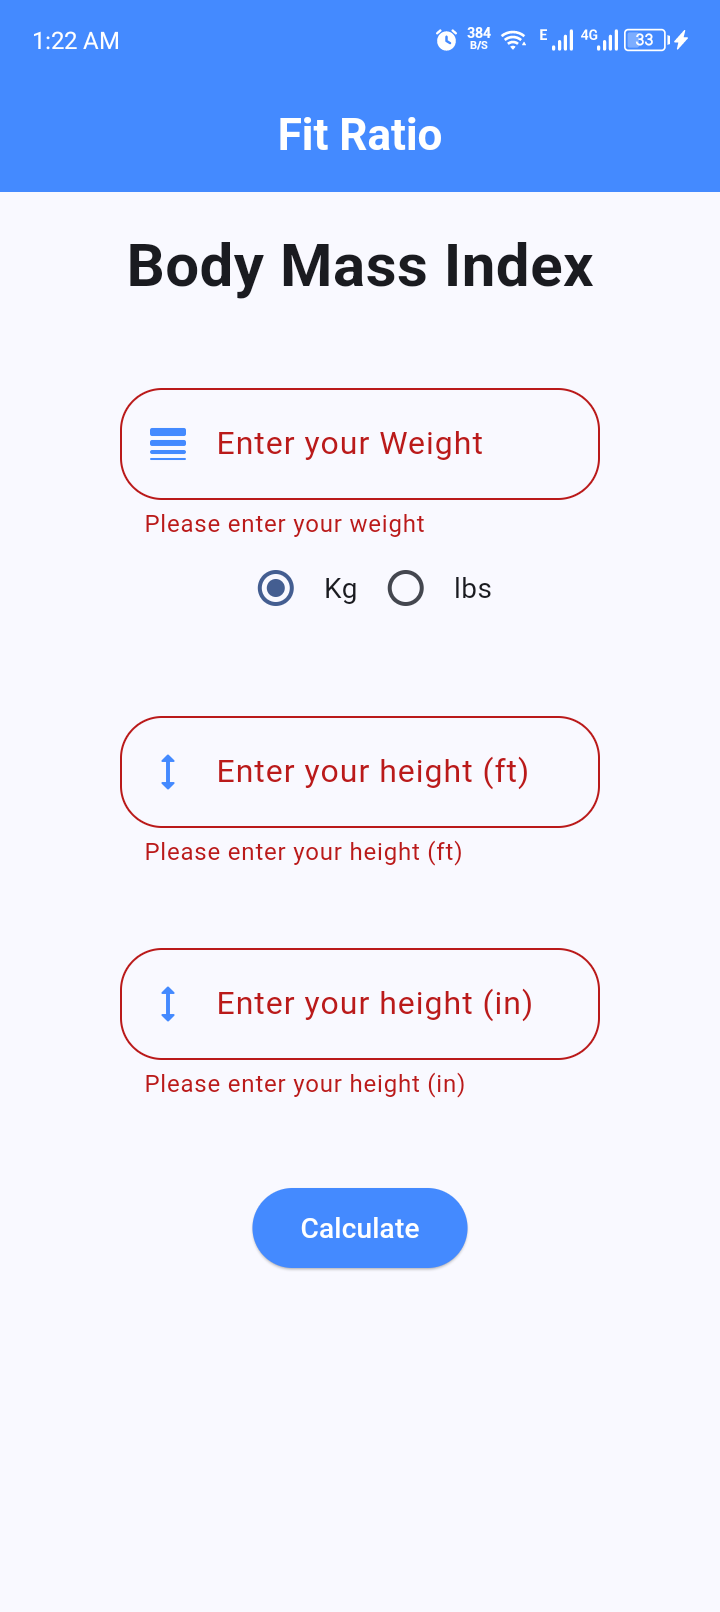 1:22 AM 384 B/S E 4G 33
Fit Ratio
Body Mass Index
Enter your Weight
Please enter your weight
Kg lbs
Enter your height (ft)
Please enter your height (ft)
Enter your height (in)
Please enter your height (in)
Calculate